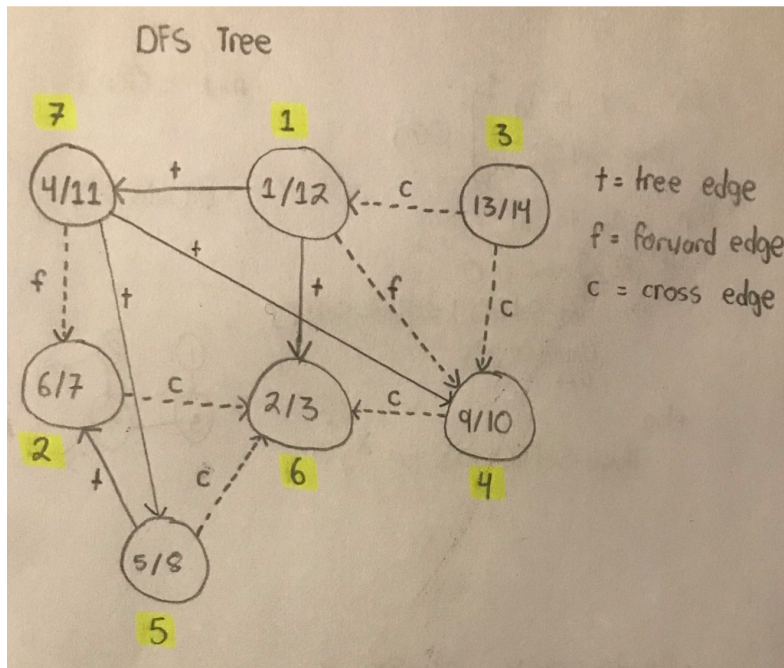 DFS Tree
7
1
3
4/11
t
1/12
c
13/14
t = tree edge
f = forward edge
c = cross edge
f
t
t
t
f
c
6/7
c
2/3
c
9/10
2
t
c
6
4
5/8
5